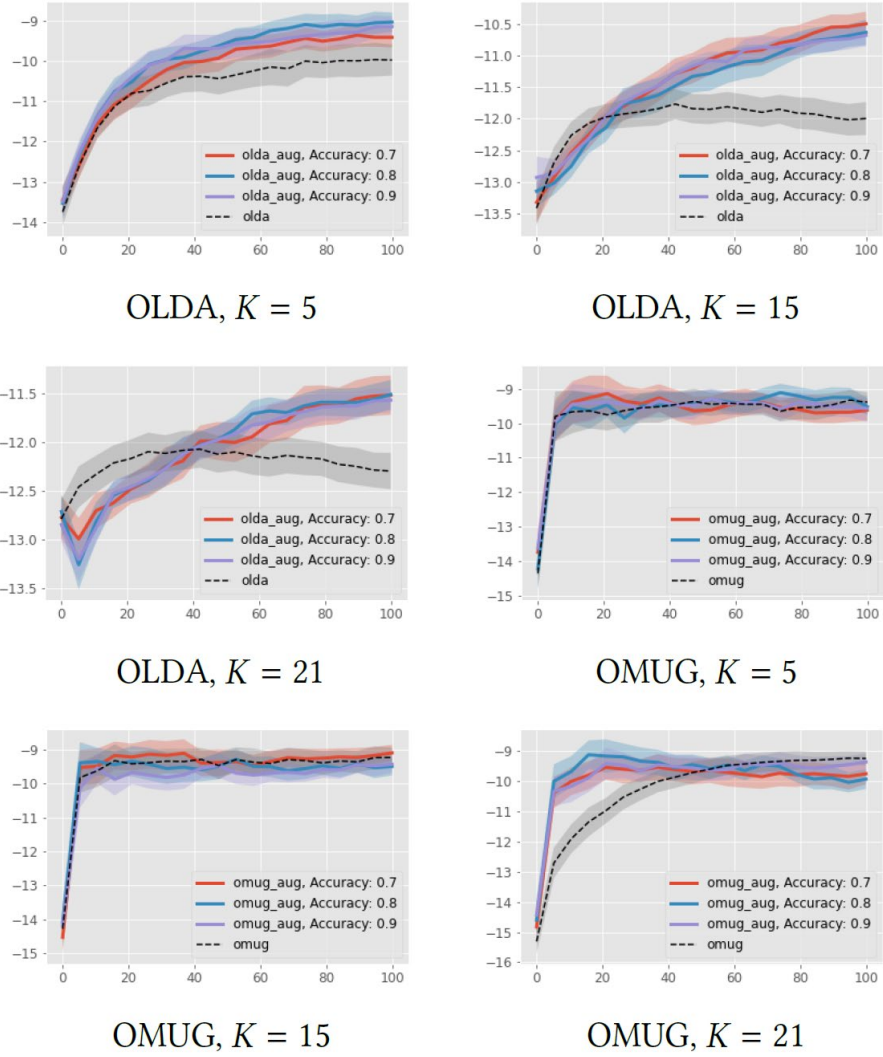 −9
−10
−11
−12
−13
−14
olda_aug, Accuracy: 0.7
olda_aug, Accuracy: 0.8
olda_aug, Accuracy: 0.9
olda
0 20 40 60 80 100
OLDA, K = 5
−10.5
−11.0
−11.5
−12.0
−12.5
−13.0
−13.5
olda_aug, Accuracy: 0.7
olda_aug, Accuracy: 0.8
olda_aug, Accuracy: 0.9
olda
0 20 40 60 80 100
OLDA, K = 15
−11.5
−12.0
−12.5
−13.0
−13.5
olda_aug, Accuracy: 0.7
olda_aug, Accuracy: 0.8
olda_aug, Accuracy: 0.9
olda
0 20 40 60 80 100
OLDA, K = 21
−9
−10
−11
−12
−13
−14
−15
omug_aug, Accuracy: 0.7
omug_aug, Accuracy: 0.8
omug_aug, Accuracy: 0.9
omug
0 20 40 60 80 100
OMUG, K = 5
−9
−10
−11
−12
−13
−14
−15
omug_aug, Accuracy: 0.7
omug_aug, Accuracy: 0.8
omug_aug, Accuracy: 0.9
omug
0 20 40 60 80 100
OMUG, K = 15
−9
−10
−11
−12
−13
−14
−15
−16
omug_aug, Accuracy: 0.7
omug_aug, Accuracy: 0.8
omug_aug, Accuracy: 0.9
omug
0 20 40 60 80 100
OMUG, K = 21